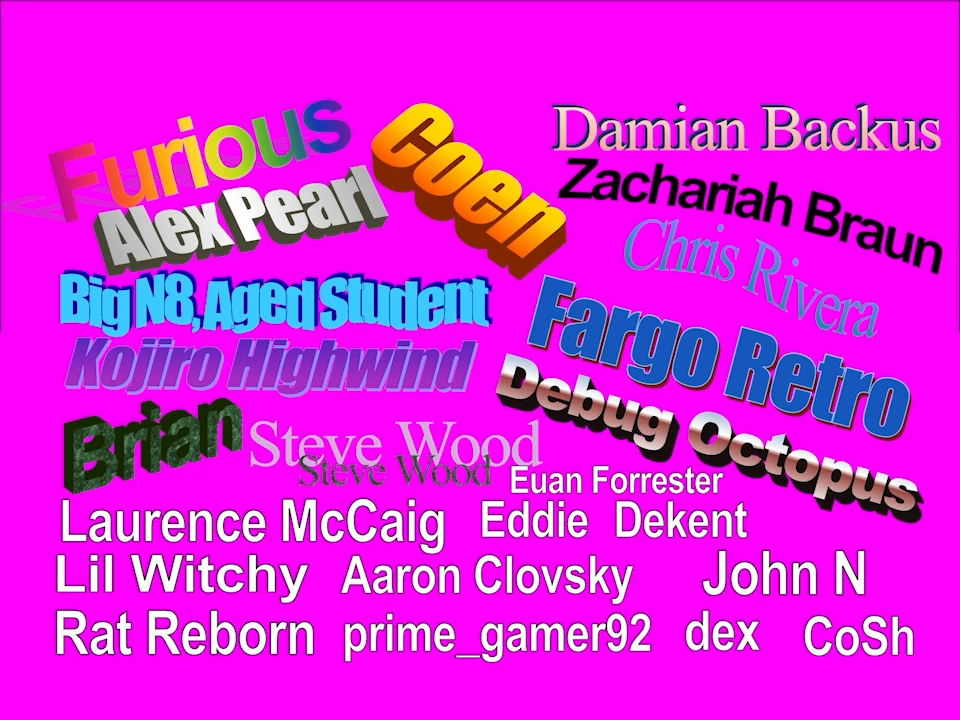 Furious
Coen
Damian Backus
Alex Pearl
Zachariah Braun
Chris Rivera
Big N8, Aged Student
Fargo Retro
Kojiro Highwind
Debug Octopus
Brian
Steve Wood
Steve Wood
Euan Forrester
Laurence McCaig
Eddie Dekent
Lil Witchy
Aaron Clovsky
John N
Rat Reborn
prime_gamer92
dex
CoSh